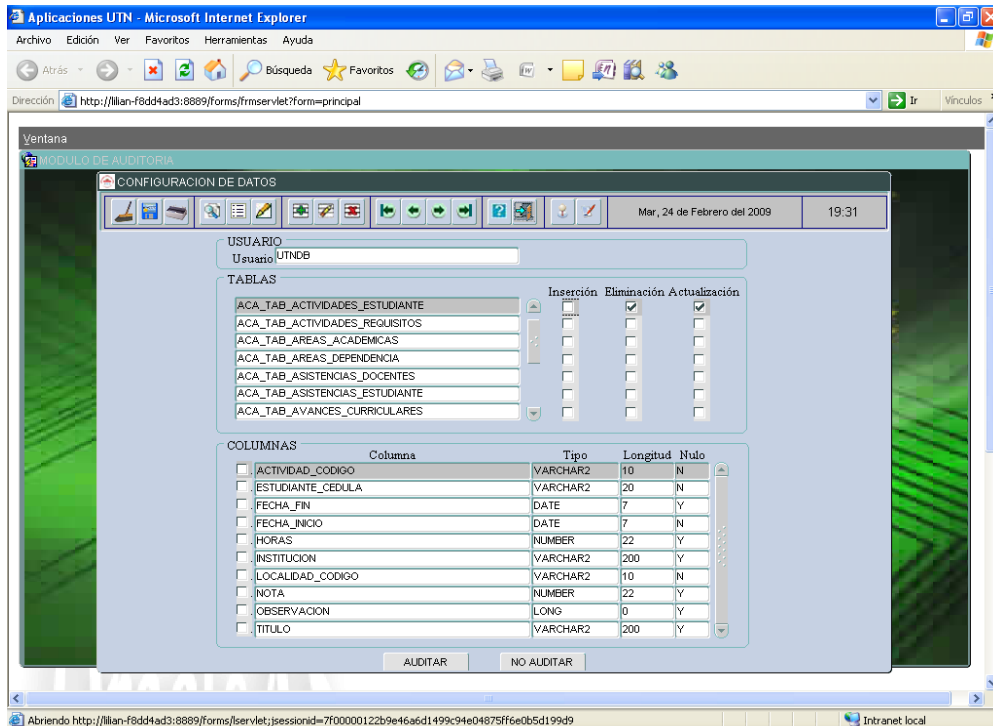 Aplicaciones UTN - Microsoft Internet Explorer
Archivo Edición Ver Favoritos Herramientas Ayuda
Atrás Búsqueda Favoritos
Dirección http://lilian-f8dd4ad3:8889/forms/frmservlet?form=principal Ir Vínculos
Ventana
MODULO DE AUDITORIA
CONFIGURACION DE DATOS
Mar, 24 de Febrero del 2009 19:31
USUARIO
Usuario UTNDB
TABLAS
Inserción Eliminación Actualización
ACA_TAB_ACTIVIDADES_ESTUDIANTE
ACA_TAB_ACTIVIDADES_REQUISITOS
ACA_TAB_AREAS_ACADEMICAS
ACA_TAB_AREAS_DEPENDENCIA
ACA_TAB_ASISTENCIAS_DOCENTES
ACA_TAB_ASISTENCIAS_ESTUDIANTE
ACA_TAB_AVANCES_CURRICULARES
COLUMNAS
Columna Tipo Longitud Nulo
. ACTIVIDAD_CODIGO VARCHAR2 10 N
. ESTUDIANTE_CEDULA VARCHAR2 20 N
. FECHA_FIN DATE 7 Y
. FECHA_INICIO DATE 7 N
. HORAS NUMBER 22 Y
. INSTITUCION VARCHAR2 200 Y
. LOCALIDAD_CODIGO VARCHAR2 10 N
. NOTA NUMBER 22 Y
. OBSERVACION LONG 0 Y
. TITULO VARCHAR2 200 Y
AUDITAR NO AUDITAR
Abriendo http://lilian-f8dd4ad3:8889/forms/lservlet;jsessionid=7f00000122b9e46a6d1499c94e04875ff6e0b5d199d9 Intranet local